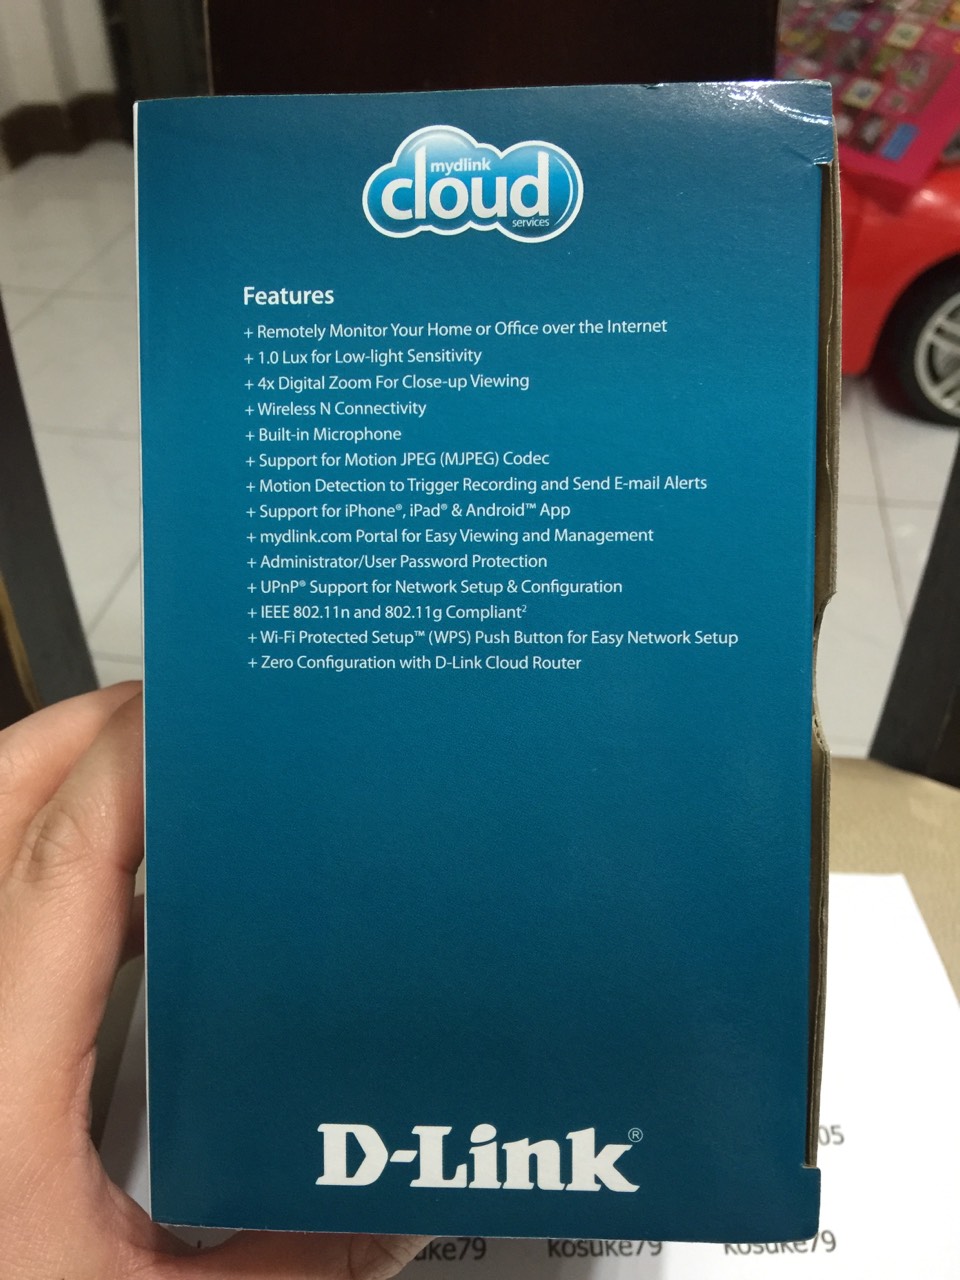 mydlink
cloud
services
Features
+ Remotely Monitor Your Home or Office over the Internet
+ 1.0 Lux for Low-light Sensitivity
+ 4x Digital Zoom For Close-up Viewing
+ Wireless N Connectivity
+ Built-in Microphone
+ Support for Motion JPEG (MJPEG) Codec
+ Motion Detection to Trigger Recording and Send E-mail Alerts
+ Support for iPhone®, iPad® & Android™ App
+ mydlink.com Portal for Easy Viewing and Management
+ Administrator/User Password Protection
+ UPnP® Support for Network Setup & Configuration
+ IEEE 802.11n and 802.11g Compliant²
+ Wi-Fi Protected Setup™ (WPS) Push Button for Easy Network Setup
+ Zero Configuration with D-Link Cloud Router
D-Link®
05
uke79 kosuke79 kosuke79